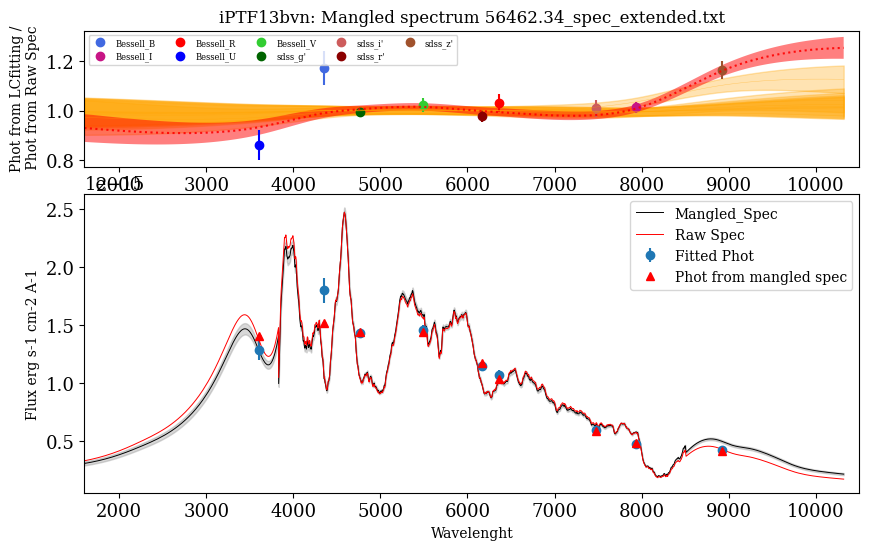 iPTF13bvn: Mangled spectrum 56462.34_spec_extended.txt
Phot from LCfitting /
Phot from Raw Spec
Bessell_B Bessell_R Bessell_V sdss_i' sdss_z'
Bessell_I Bessell_U sdss_g' sdss_r'
1.2
1.0
0.8
2000 3000 4000 5000 6000 7000 8000 9000 10000
1e−15
Flux erg s-1 cm-2 A-1
Mangled_Spec
Raw Spec
Fitted Phot
Phot from mangled spec
2.5
2.0
1.5
1.0
0.5
2000 3000 4000 5000 6000 7000 8000 9000 10000
Wavelenght